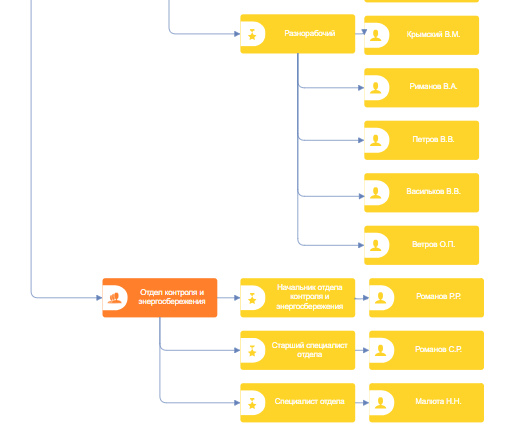 Разнорабочий
Крымский В.М.
Риманов В.А.
Петров В.В.
Васильков В.В.
Ветров О.П.
Отдел контроля и
энергосбережения
Начальник отдела
контроля и
энергосбережения
Романов Р.Р.
Старший специалист
отдела
Романов С.Р.
Специалист отдела
Малюга Н.Н.